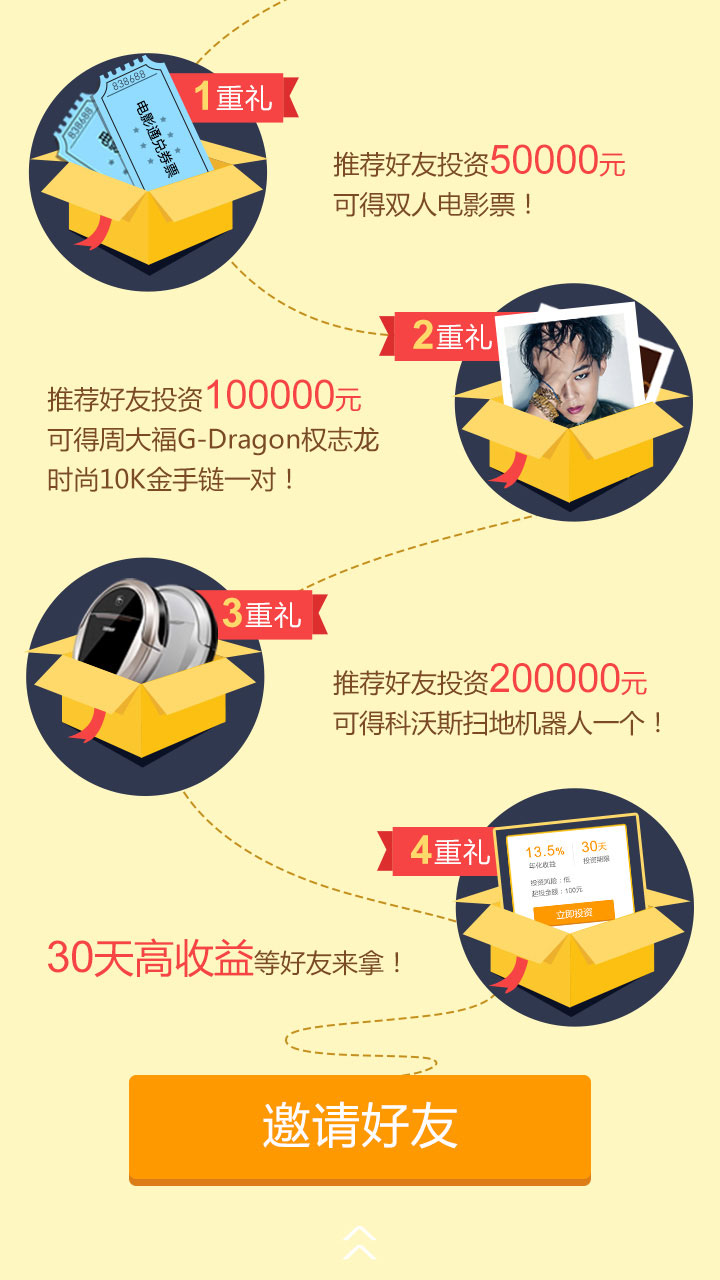 838688
838688
电影通兑券票
电影
1重礼
推荐好友投资50000元
可得双人电影票！
2重礼
推荐好友投资100000元
可得周大福G-Dragon权志龙
时尚10K金手链一对！
3重礼
推荐好友投资200000元
可得科沃斯扫地机器人一个！
4重礼
13.5% 30天
年化收益 投资期限
投资风险：低
起投金额：100元
立即投资
30天高收益等好友来拿！
邀请好友